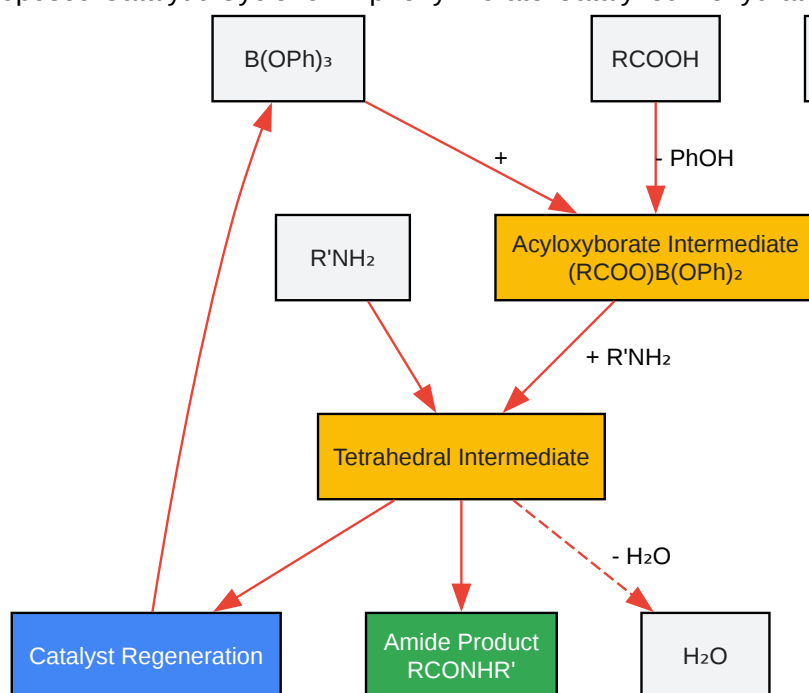 B(OPh)₃
RCOOH
+
- PhOH
R'NH₂
Acyloxyborate Intermediate
(RCOO)B(OPh)₂
+ R'NH₂
Tetrahedral Intermediate
- H₂O
Catalyst Regeneration
Amide Product
RCONHR'
H₂O